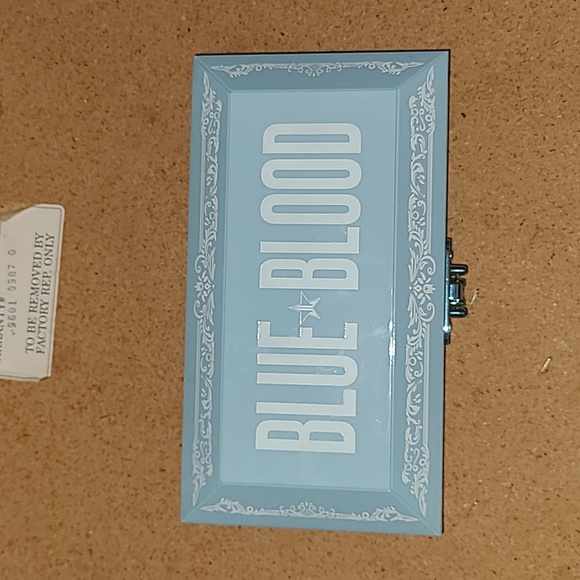 BLUE BLOOD
TO BE REMOVED BY
FACTORY REP. ONLY